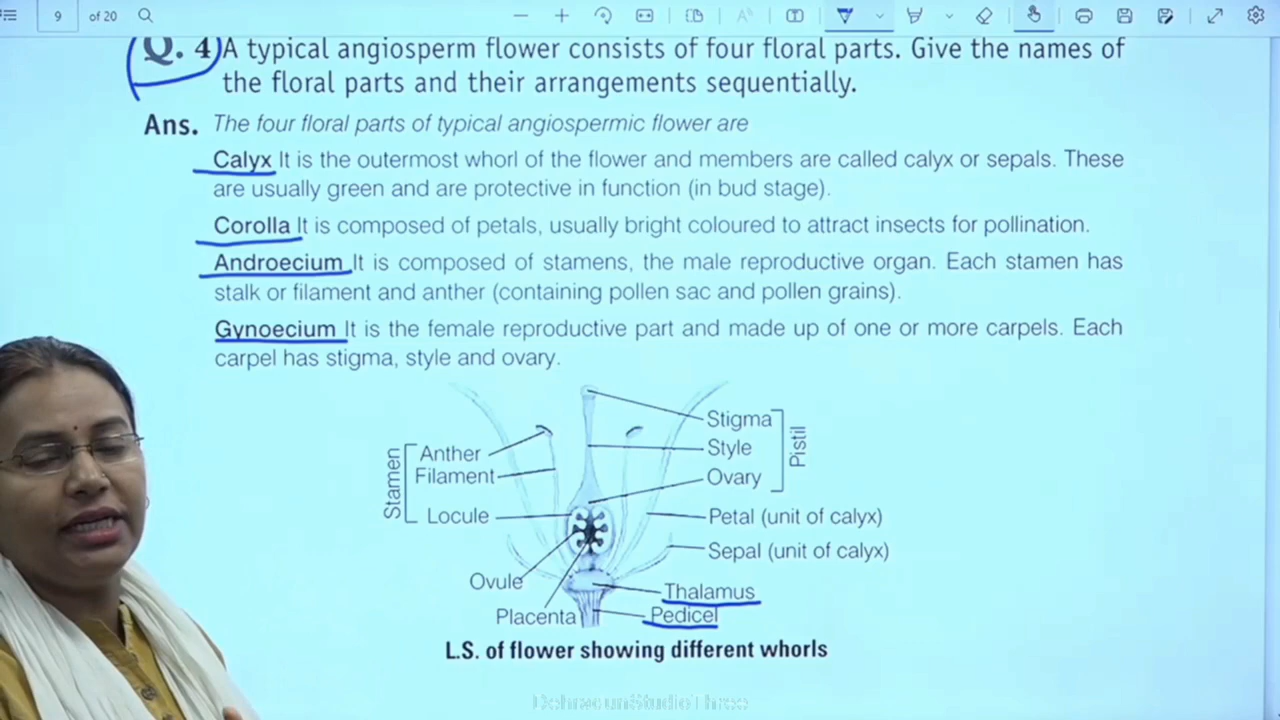 9 of 20
Q. 4) A typical angiosperm flower consists of four floral parts. Give the names of
the floral parts and their arrangements sequentially.
Ans. The four floral parts of typical angiospermic flower are
Calyx It is the outermost whorl of the flower and members are called calyx or sepals. These
are usually green and are protective in function (in bud stage).
Corolla It is composed of petals, usually bright coloured to attract insects for pollination.
Androecium It is composed of stamens, the male reproductive organ. Each stamen has
stalk or filament and anther (containing pollen sac and pollen grains).
Gynoecium It is the female reproductive part and made up of one or more carpels. Each
carpel has stigma, style and ovary.
Stamen
Anther
Filament
Locule
Ovule
Placenta
Stigma
Style
Ovary
Pistil
Petal (unit of calyx)
Sepal (unit of calyx)
Thalamus
Pedicel
L.S. of flower showing different whorls